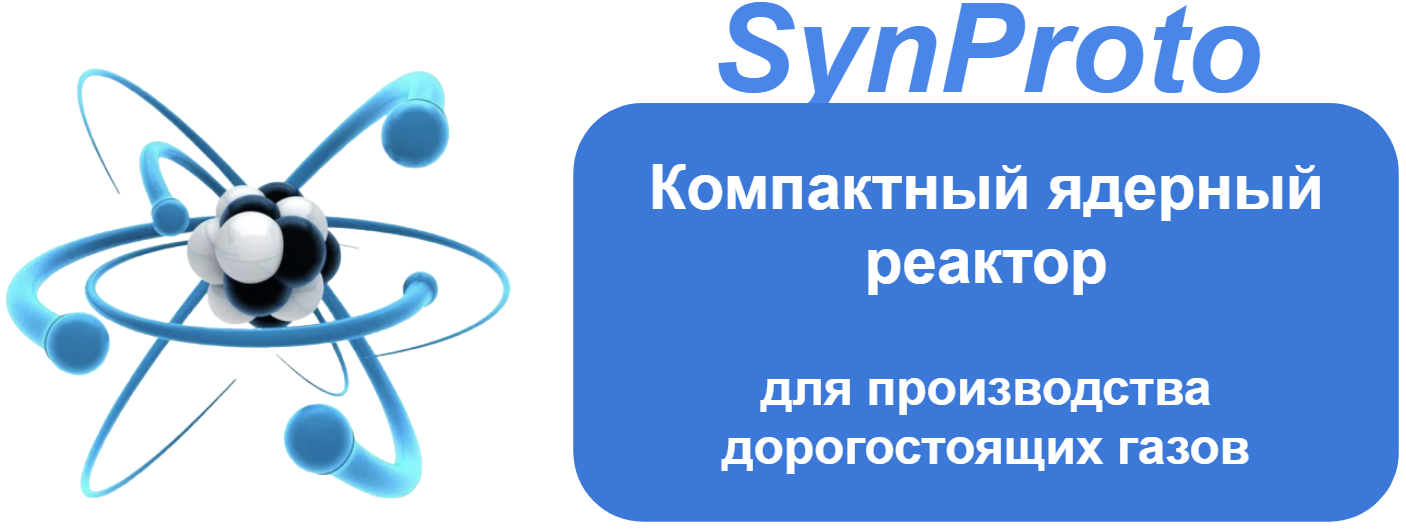 SynProto
Компактный ядерный
реактор
для производства
дорогостоящих газов